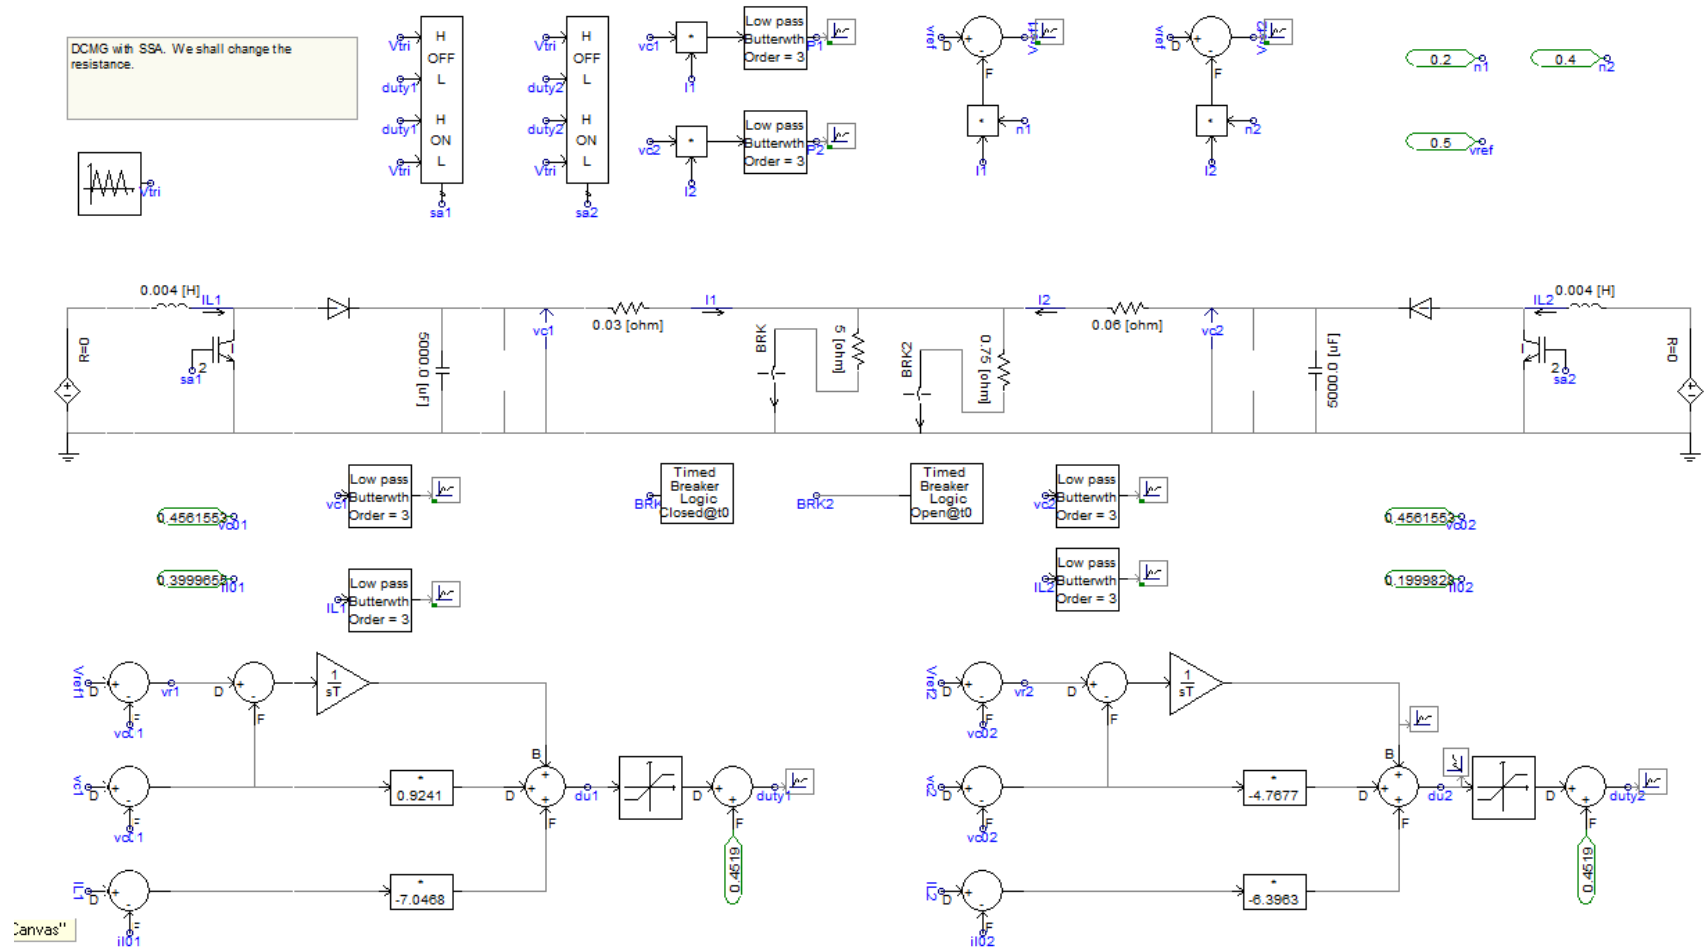 DCMG with SSA. We shall change the
resistance.
Vtri
Vtri
duty1
duty1
Vtri
H
OFF
L
H
ON
L
sa1
Vtri
duty2
duty2
Vtri
H
OFF
L
H
ON
L
sa2
vc1
*
I1
Low pass
Butterwth
Order = 3
P1
vc2
*
I2
Low pass
Butterwth
Order = 3
P2
vref
D
+
-
F
Vref1
*
n1
I1
vref
D
+
-
F
Vref2
*
n2
I2
0.2
n1
0.4
n2
0.5
vref
R=0
0.004 [H]
IL1
sa1
2
I
5000.0 [uF]
vc1
0.03 [ohm]
I1
BRK
5 [ohm]
BRK2
0.75 [ohm]
I2
0.06 [ohm]
vc2
5000.0 [uF]
IL2
0.004 [H]
I
2
sa2
R=0
0.4561553
vc01
0.3999655
il01
vc1
Low pass
Butterwth
Order = 3
IL1
Low pass
Butterwth
Order = 3
BRK
Timed
Breaker
Logic
Closed@t0
BRK2
Timed
Breaker
Logic
Open@t0
vc2
Low pass
Butterwth
Order = 3
IL2
Low pass
Butterwth
Order = 3
0.4561553
vc02
0.1999828
il02
Vref1
D
+
-
F
vc01
vr1
D
+
-
F
1
sT
vc1
D
+
-
F
vc01
*
0.9241
IL1
D
+
-
F
il01
*
-7.0468
B
D
F
+
+
+
du1
D
+
+
F
duty1
0.4519
Vref2
D
+
-
F
vc02
vr2
D
+
-
F
1
sT
vc2
D
+
-
F
vc02
*
-4.7677
IL2
D
+
-
F
il02
*
-6.3963
B
D
F
+
+
+
du2
D
+
+
F
duty2
0.4519
Canvas"